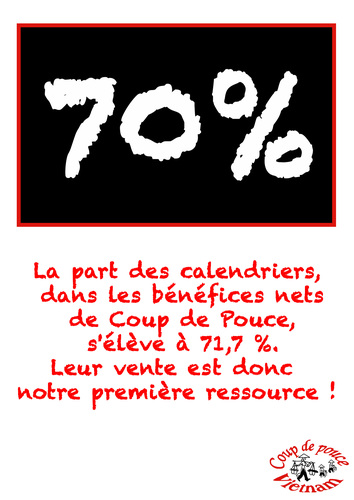 70%
La part des calendriers,
dans les bénéfices nets
de Coup de Pouce,
s'élève à 71,7 %.
Leur vente est donc
notre première ressource !
Coup de pouce
Vietnam